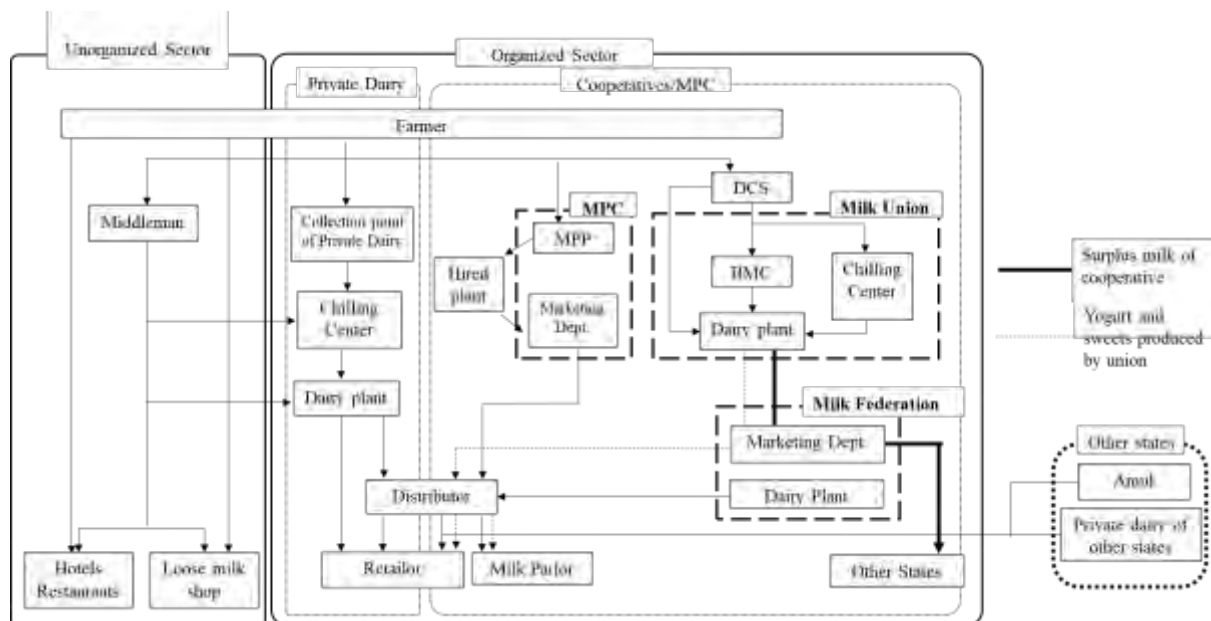 Unorganized Sector
Organized Sector
Private Dairy
Cooperatives/MPC
Farmer
Middleman
Collection point
of Private Dairy
Chilling
Center
Dairy plant
MPC
MPP
Hired
plant
Marketing
Dept.
DCS
Milk Union
BMC
Chilling
Center
Dairy plant
Milk Federation
Marketing Dept
Dairy Plant
Distributor
Hotels
Restaurants
Loose milk
shop
Retailor
Milk Parlor
Other States
Surplus milk of
cooperative
Yogurt and
sweets produced
by union
Other states
Amul
Private dairy of
other states